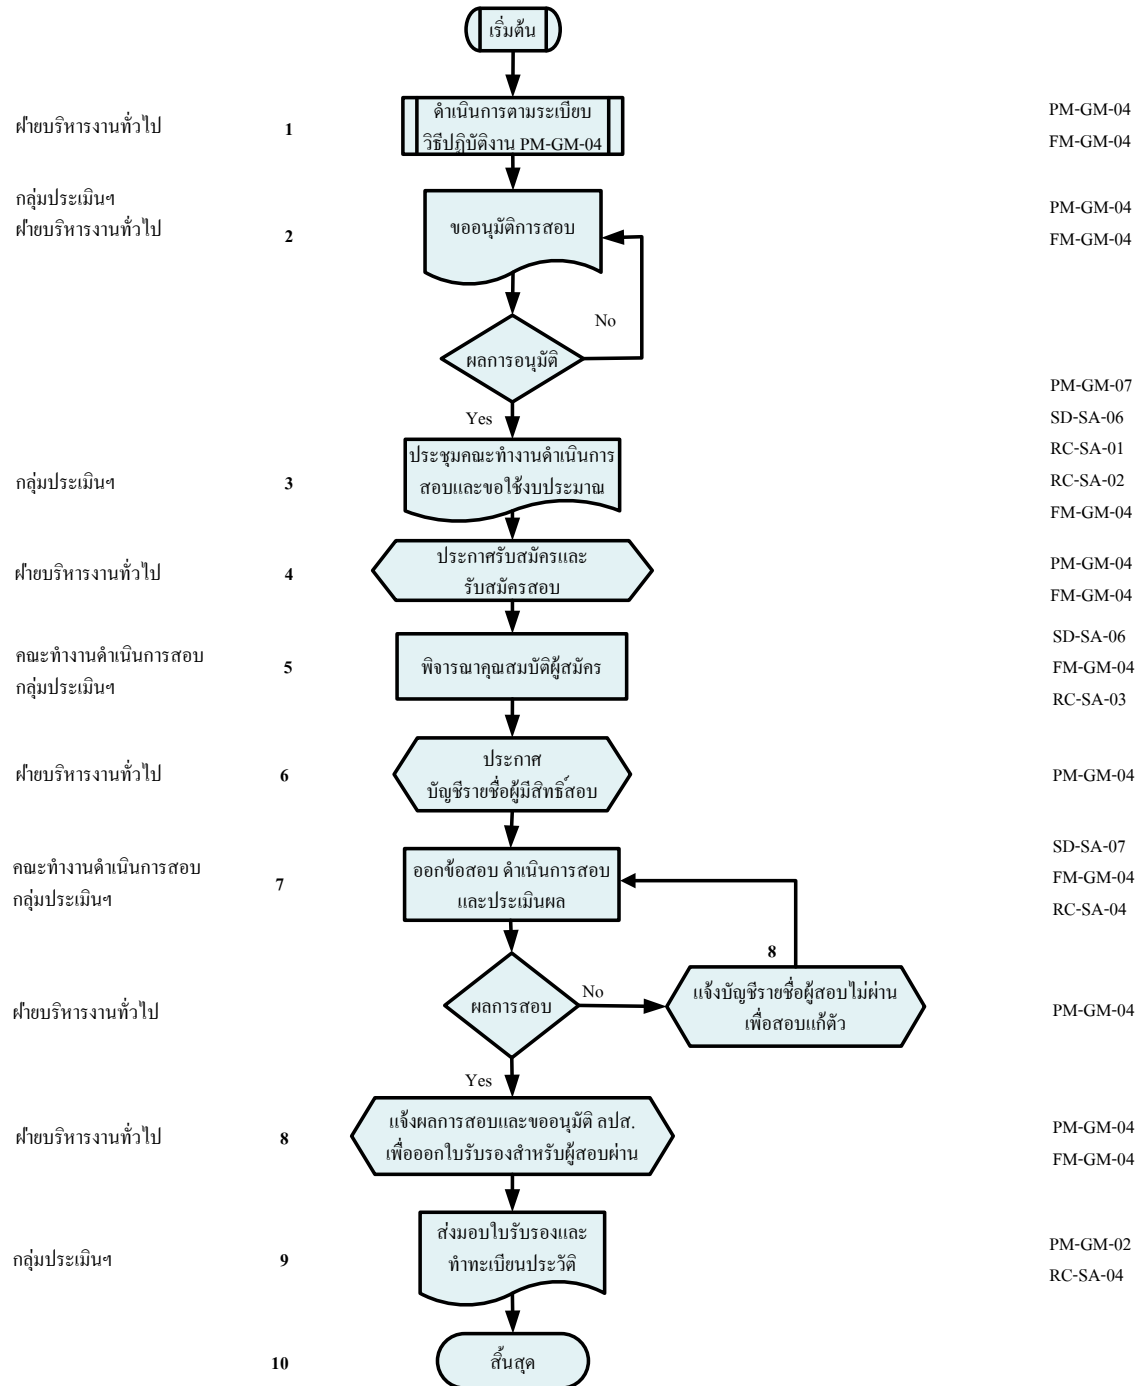 เริ่มต้น
ฝ่ายบริหารงานทั่วไป
1
ดำเนินการตามระเบียบ
วิธีปฏิบัติงาน PM-GM-04
PM-GM-04
FM-GM-04
กลุ่มประเมินฯ
ฝ่ายบริหารงานทั่วไป
2
ขออนุมัติการสอบ
PM-GM-04
FM-GM-04
No
ผลการอนุมัติ
Yes
กลุ่มประเมินฯ
3
ประชุมคณะทำงานดำเนินการ
สอบและขอใช้งบประมาณ
PM-GM-07
SD-SA-06
RC-SA-01
RC-SA-02
FM-GM-04
ฝ่ายบริหารงานทั่วไป
4
ประกาศรับสมัครและ
รับสมัครสอบ
PM-GM-04
FM-GM-04
คณะทำงานดำเนินการสอบ
กลุ่มประเมินฯ
5
พิจารณาคุณสมบัติผู้สมัคร
SD-SA-06
FM-GM-04
RC-SA-03
ฝ่ายบริหารงานทั่วไป
6
ประกาศ
บัญชีรายชื่อผู้มีสิทธิ์สอบ
PM-GM-04
คณะทำงานดำเนินการสอบ
กลุ่มประเมินฯ
7
ออกข้อสอบ ดำเนินการสอบ
และประเมินผล
SD-SA-07
FM-GM-04
RC-SA-04
8
ฝ่ายบริหารงานทั่วไป
ผลการสอบ
No
แจ้งบัญชีรายชื่อผู้สอบไม่ผ่าน
เพื่อสอบแก้ตัว
PM-GM-04
Yes
ฝ่ายบริหารงานทั่วไป
8
แจ้งผลการสอบและขออนุมัติ ลปส.
เพื่อออกใบรับรองสำหรับผู้สอบผ่าน
PM-GM-04
FM-GM-04
กลุ่มประเมินฯ
9
ส่งมอบใบรับรองและ
ทำทะเบียนประวัติ
PM-GM-02
RC-SA-04
10
สิ้นสุด